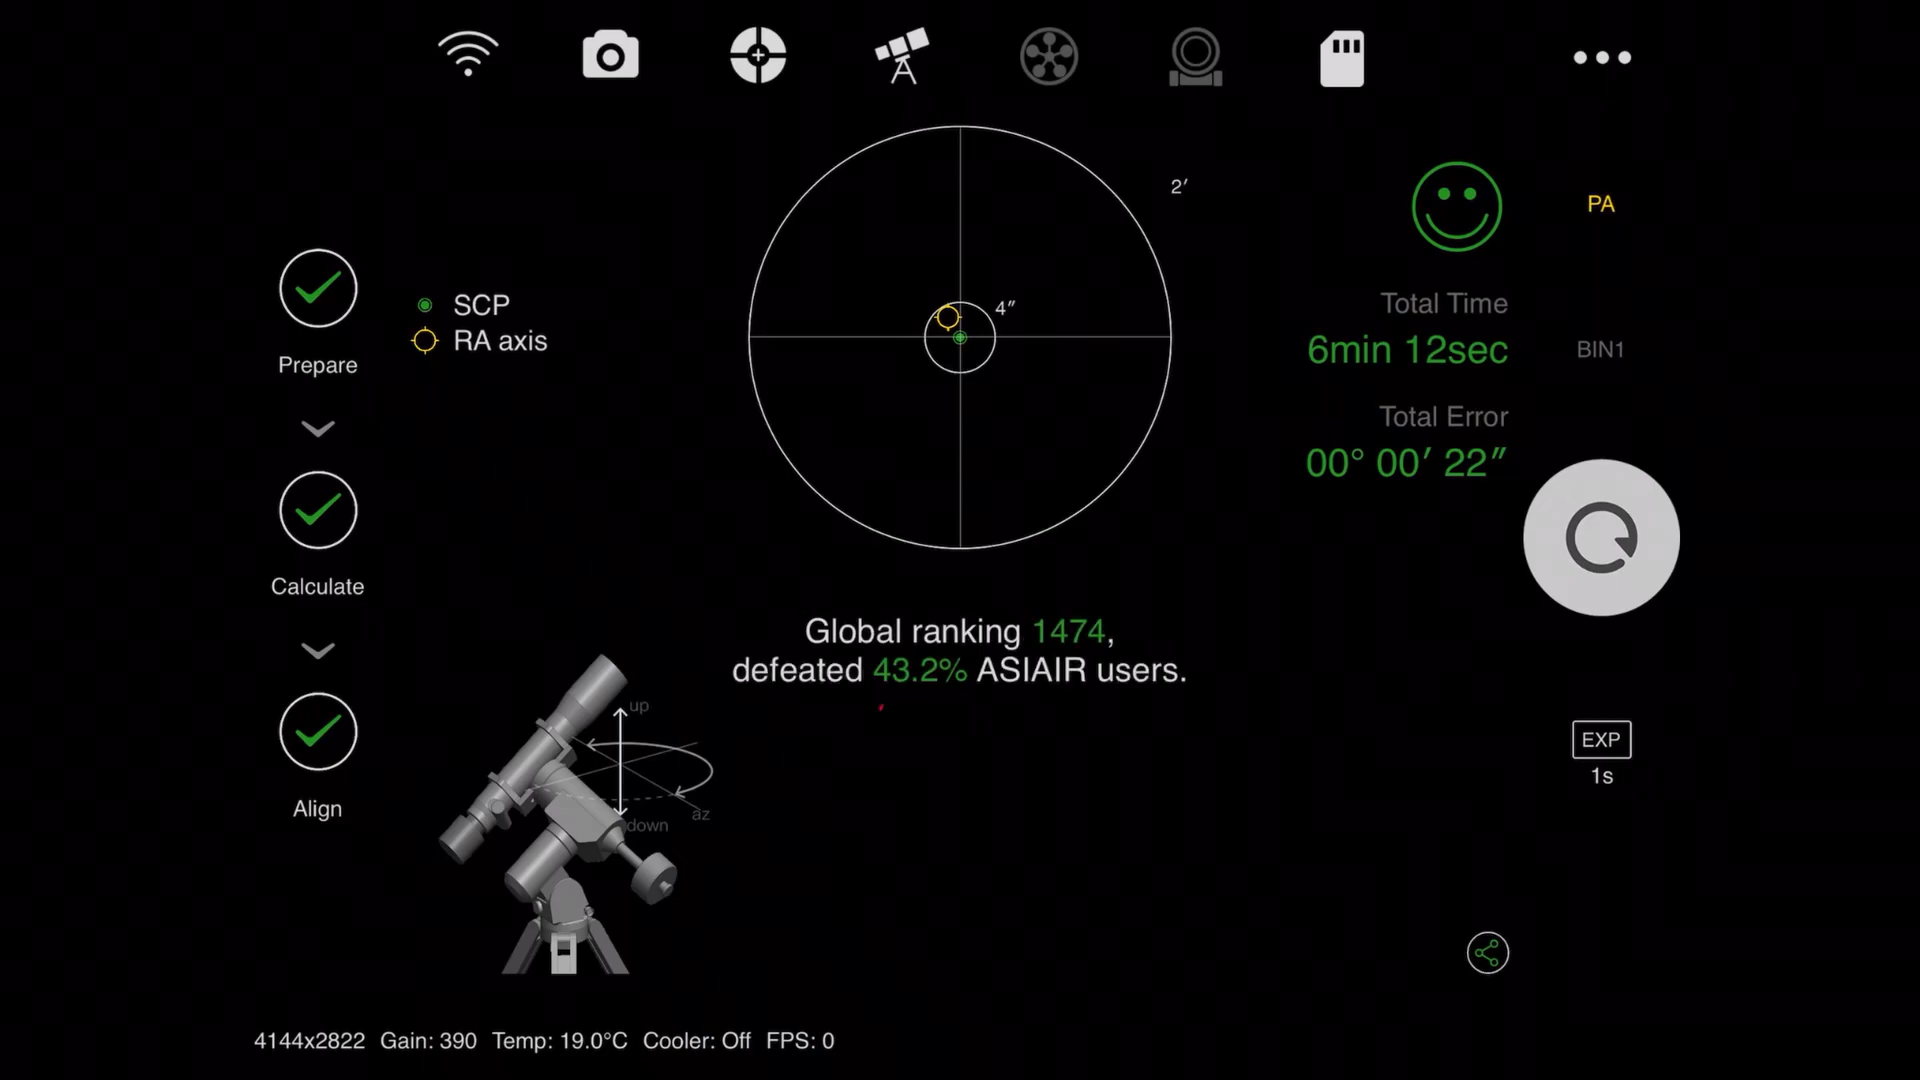 2′
PA
SCP
4″
Total Time
RA axis
6min 12sec
BIN1
Prepare
Total Error
00° 00′ 22″
Calculate
Global ranking 1474,
defeated 43.2% ASIAIR users.
up
EXP
1s
Align
az
down
4144x2822 Gain: 390 Temp: 19.0°C Cooler: Off FPS: 0